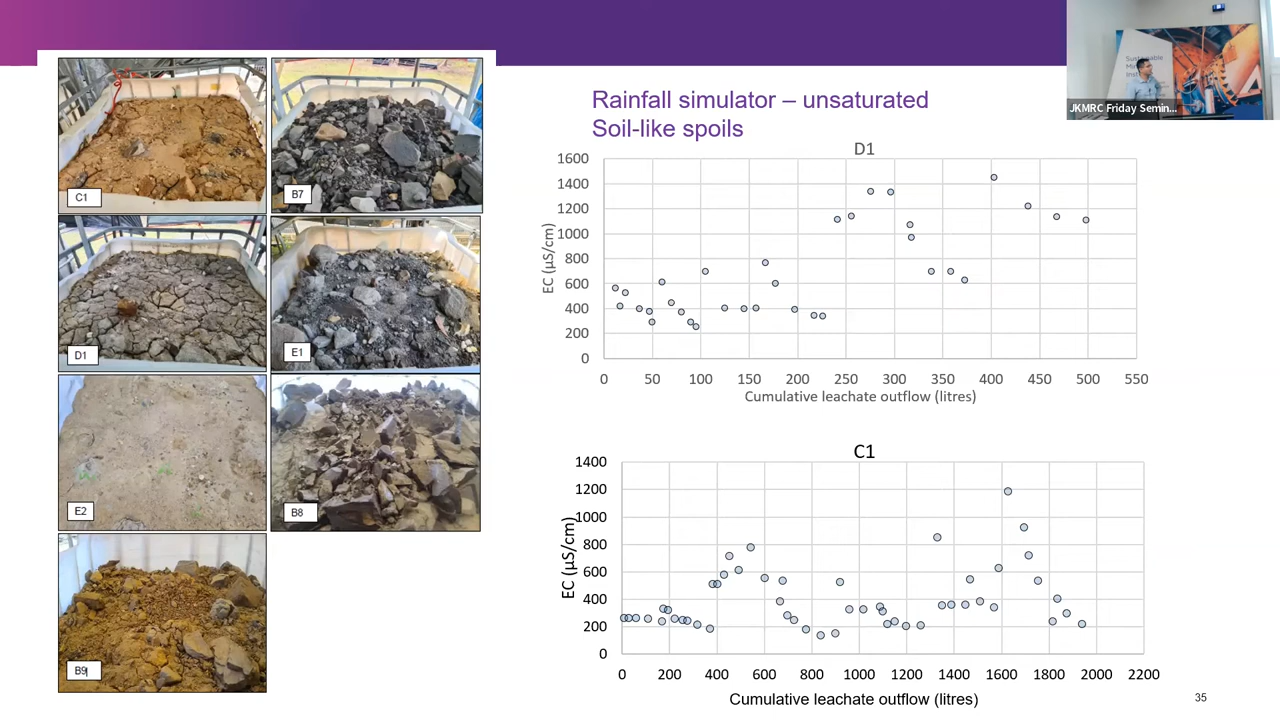 Sustainable
JKMRC Friday Semin...
C1
B7
D1
E1
E2
B8
B9
Rainfall simulator – unsaturated
Soil-like spoils
D1
1600
1400
1200
1000
800
600
400
200
0
EC (µS/cm)
0 50 100 150 200 250 300 350 400 450 500 550
Cumulative leachate outflow (litres)
C1
1400
1200
1000
800
600
400
200
0
EC (µS/cm)
0 200 400 600 800 1000 1200 1400 1600 1800 2000 2200
Cumulative leachate outflow (litres)
35